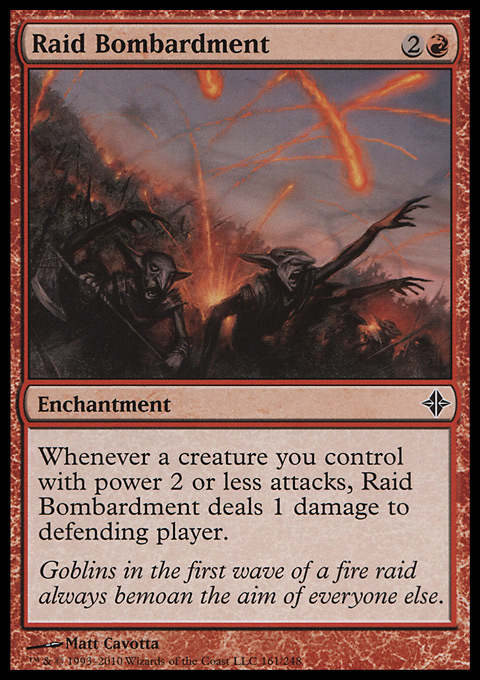 Raid Bombardment 2
Enchantment
Whenever a creature you control
with power 2 or less attacks, Raid
Bombardment deals 1 damage to
defending player.
Goblins in the first wave of a fire raid
always bemoan the aim of everyone else.
Matt Cavotta
™ & © 1993–2010 Wizards of the Coast LLC 161/248